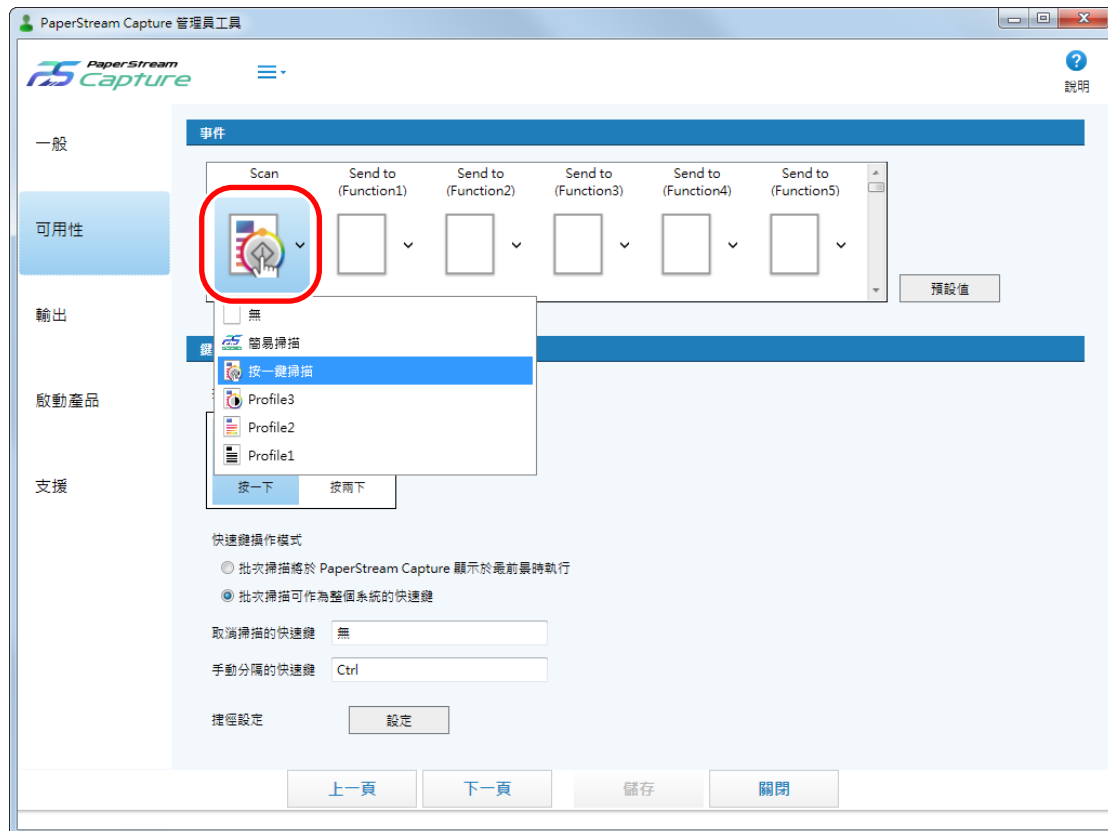 PaperStream Capture 管理員工具
PaperStream
Capture
說明
一般
可用性
輸出
啟動產品
支援
事件
Scan
Send to
(Function1)
Send to
(Function2)
Send to
(Function3)
Send to
(Function4)
Send to
(Function5)
預設值
無
簡易掃描
按一鍵掃描
Profile3
Profile2
Profile1
按一下
按兩下
快速鍵操作模式
批次掃描將於 PaperStream Capture 顯示於最前景時執行
批次掃描可作為整個系統的快速鍵
取消掃描的快速鍵
無
手動分隔的快速鍵
Ctrl
捷徑設定
設定
上一頁
下一頁
儲存
關閉